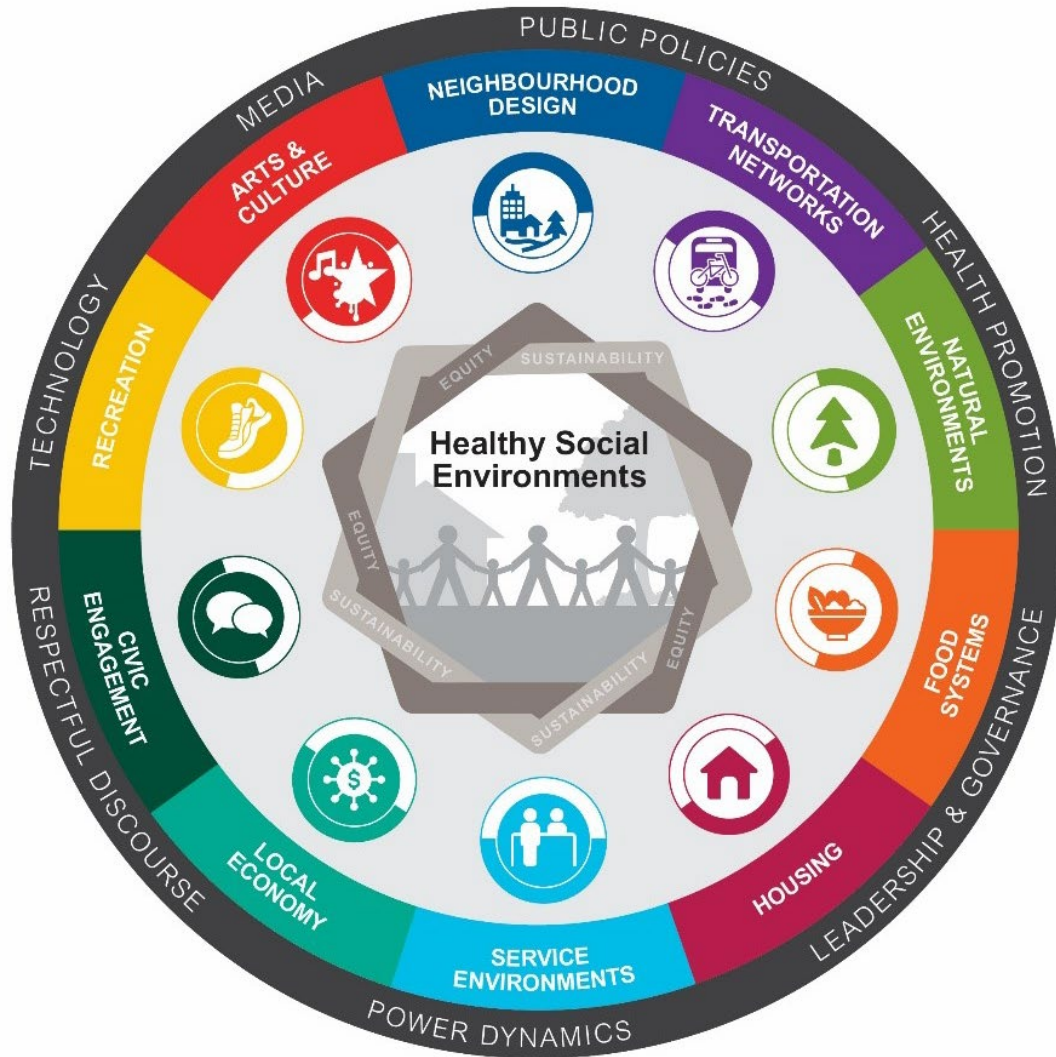 PUBLIC POLICIES
HEALTH PROMOTION
LEADERSHIP & GOVERNANCE
POWER DYNAMICS
RESPECTFUL DISCOURSE
TECHNOLOGY
MEDIA
NEIGHBOURHOOD
DESIGN
TRANSPORTATION
NETWORKS
NATURAL
ENVIRONMENTS
FOOD
SYSTEMS
HOUSING
SERVICE
ENVIRONMENTS
LOCAL
ECONOMY
CIVIC
ENGAGEMENT
RECREATION
ARTS &
CULTURE
$
EQUITY
SUSTAINABILITY
Healthy Social
Environments
EQUITY
SUSTAINABILITY
SUSTAINABILITY
EQUITY